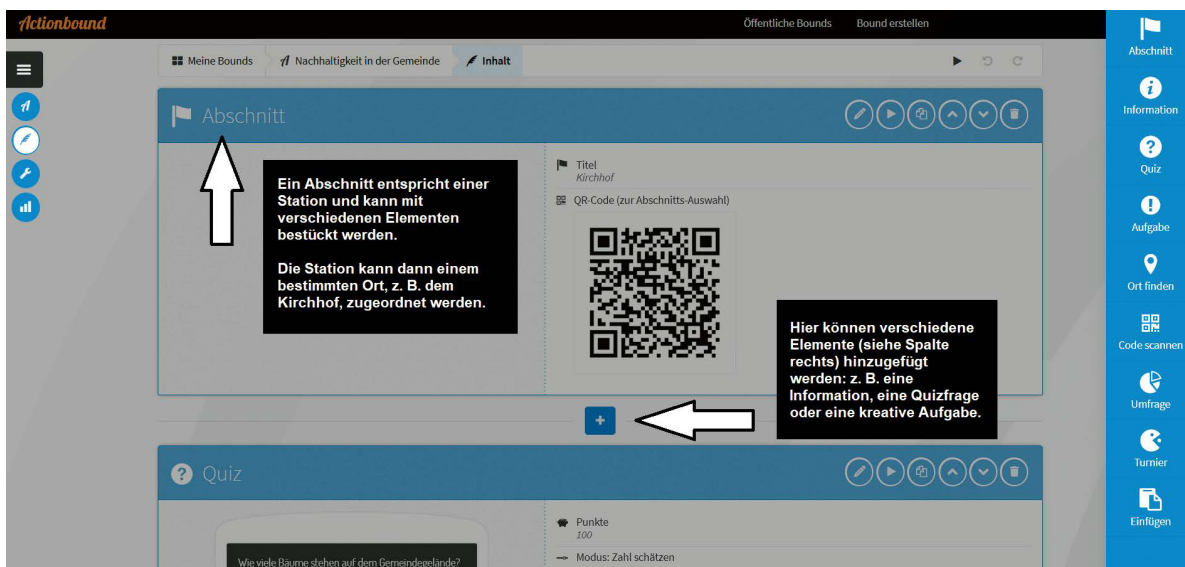 Actionbound
Öffentliche Bounds
Bound erstellen
Meine Bounds
Nachhaltigkeit in der Gemeinde
Inhalt
Abschnitt
Ein Abschnitt entspricht einer
Station und kann mit
verschiedenen Elementen
bestückt werden.
Die Station kann dann einem
bestimmten Ort, z. B. dem
Kirchhof, zugeordnet werden.
Titel
Kirchhof
QR-Code (zur Abschnitts-Auswahl)
Hier können verschiedene
Elemente (siehe Spalte
rechts) hinzugefügt
werden: z. B. eine
Information, eine Quizfrage
oder eine kreative Aufgabe.
Quiz
Wie viele Bäume stehen auf dem Gemeindegelände?
Punkte
100
Modus: Zahl schätzen
Abschnitt
Information
Quiz
Aufgabe
Ort finden
Code scannen
Umfrage
Turnier
Einfügen